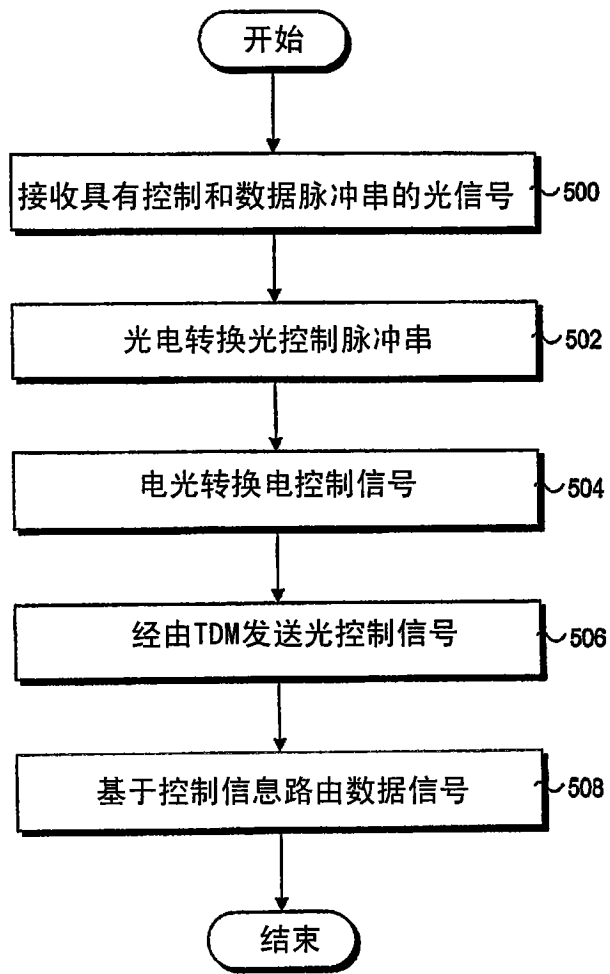 开始
接收具有控制和数据脉冲串的光信号 500
光电转换光控制脉冲串 502
电光转换电控制信号 504
经由TDM发送光控制信号 506
基于控制信息路由数据信号 508
结束